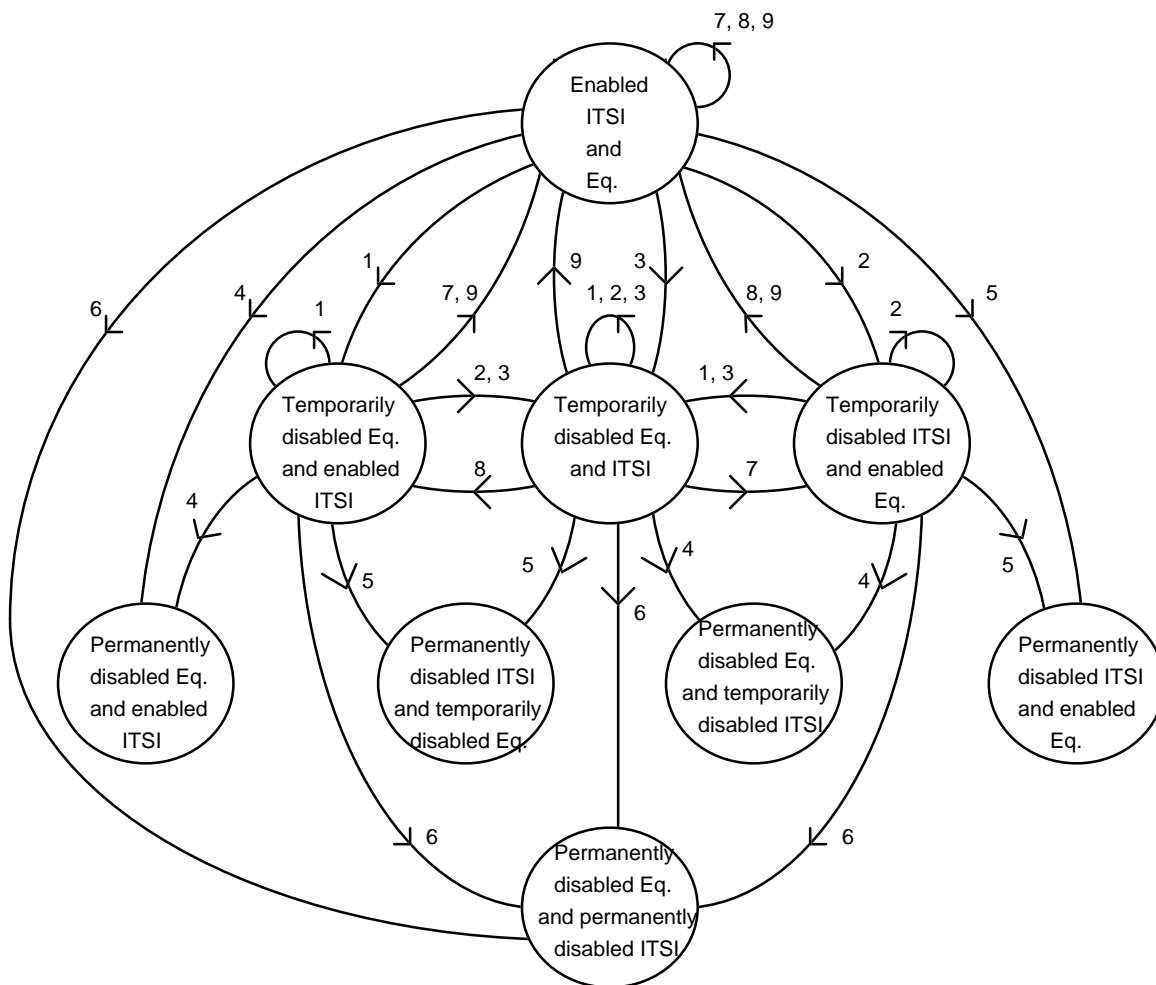 7, 8, 9
Enabled
ITSI
and
Eq.
6
4
1
7, 9
9
3
8, 9
2
5
1
1, 2, 3
2
2, 3
1, 3
Temporarily
disabled Eq.
and enabled
ITSI
Temporarily
disabled Eq.
and ITSI
Temporarily
disabled ITSI
and enabled
Eq.
8
7
4
5
5
6
4
4
5
Permanently
disabled Eq.
and enabled
ITSI
Permanently
disabled ITSI
and temporarily
disabled Eq.
Permanently
disabled Eq.
and temporarily
disabled ITSI
Permanently
disabled ITSI
and enabled
Eq.
6
6
Permanently
disabled Eq.
and permanently
disabled ITSI